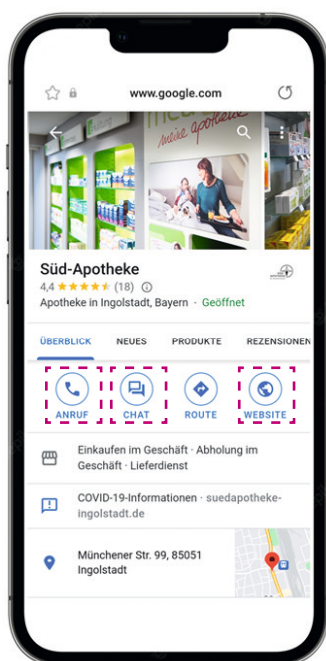 www.google.com
meine apotheke
Süd-Apotheke
4,4 (18)
Apotheke in Ingolstadt, Bayern · Geöffnet
ÜBERBLICK NEUES PRODUKTE REZENSIONEN
ANRUF CHAT ROUTE WEBSITE
Einkaufen im Geschäft · Abholung im
Geschäft · Lieferdienst
COVID-19-Informationen · suedapotheke-
ingolstadt.de
Münchener Str. 99, 85051
Ingolstadt